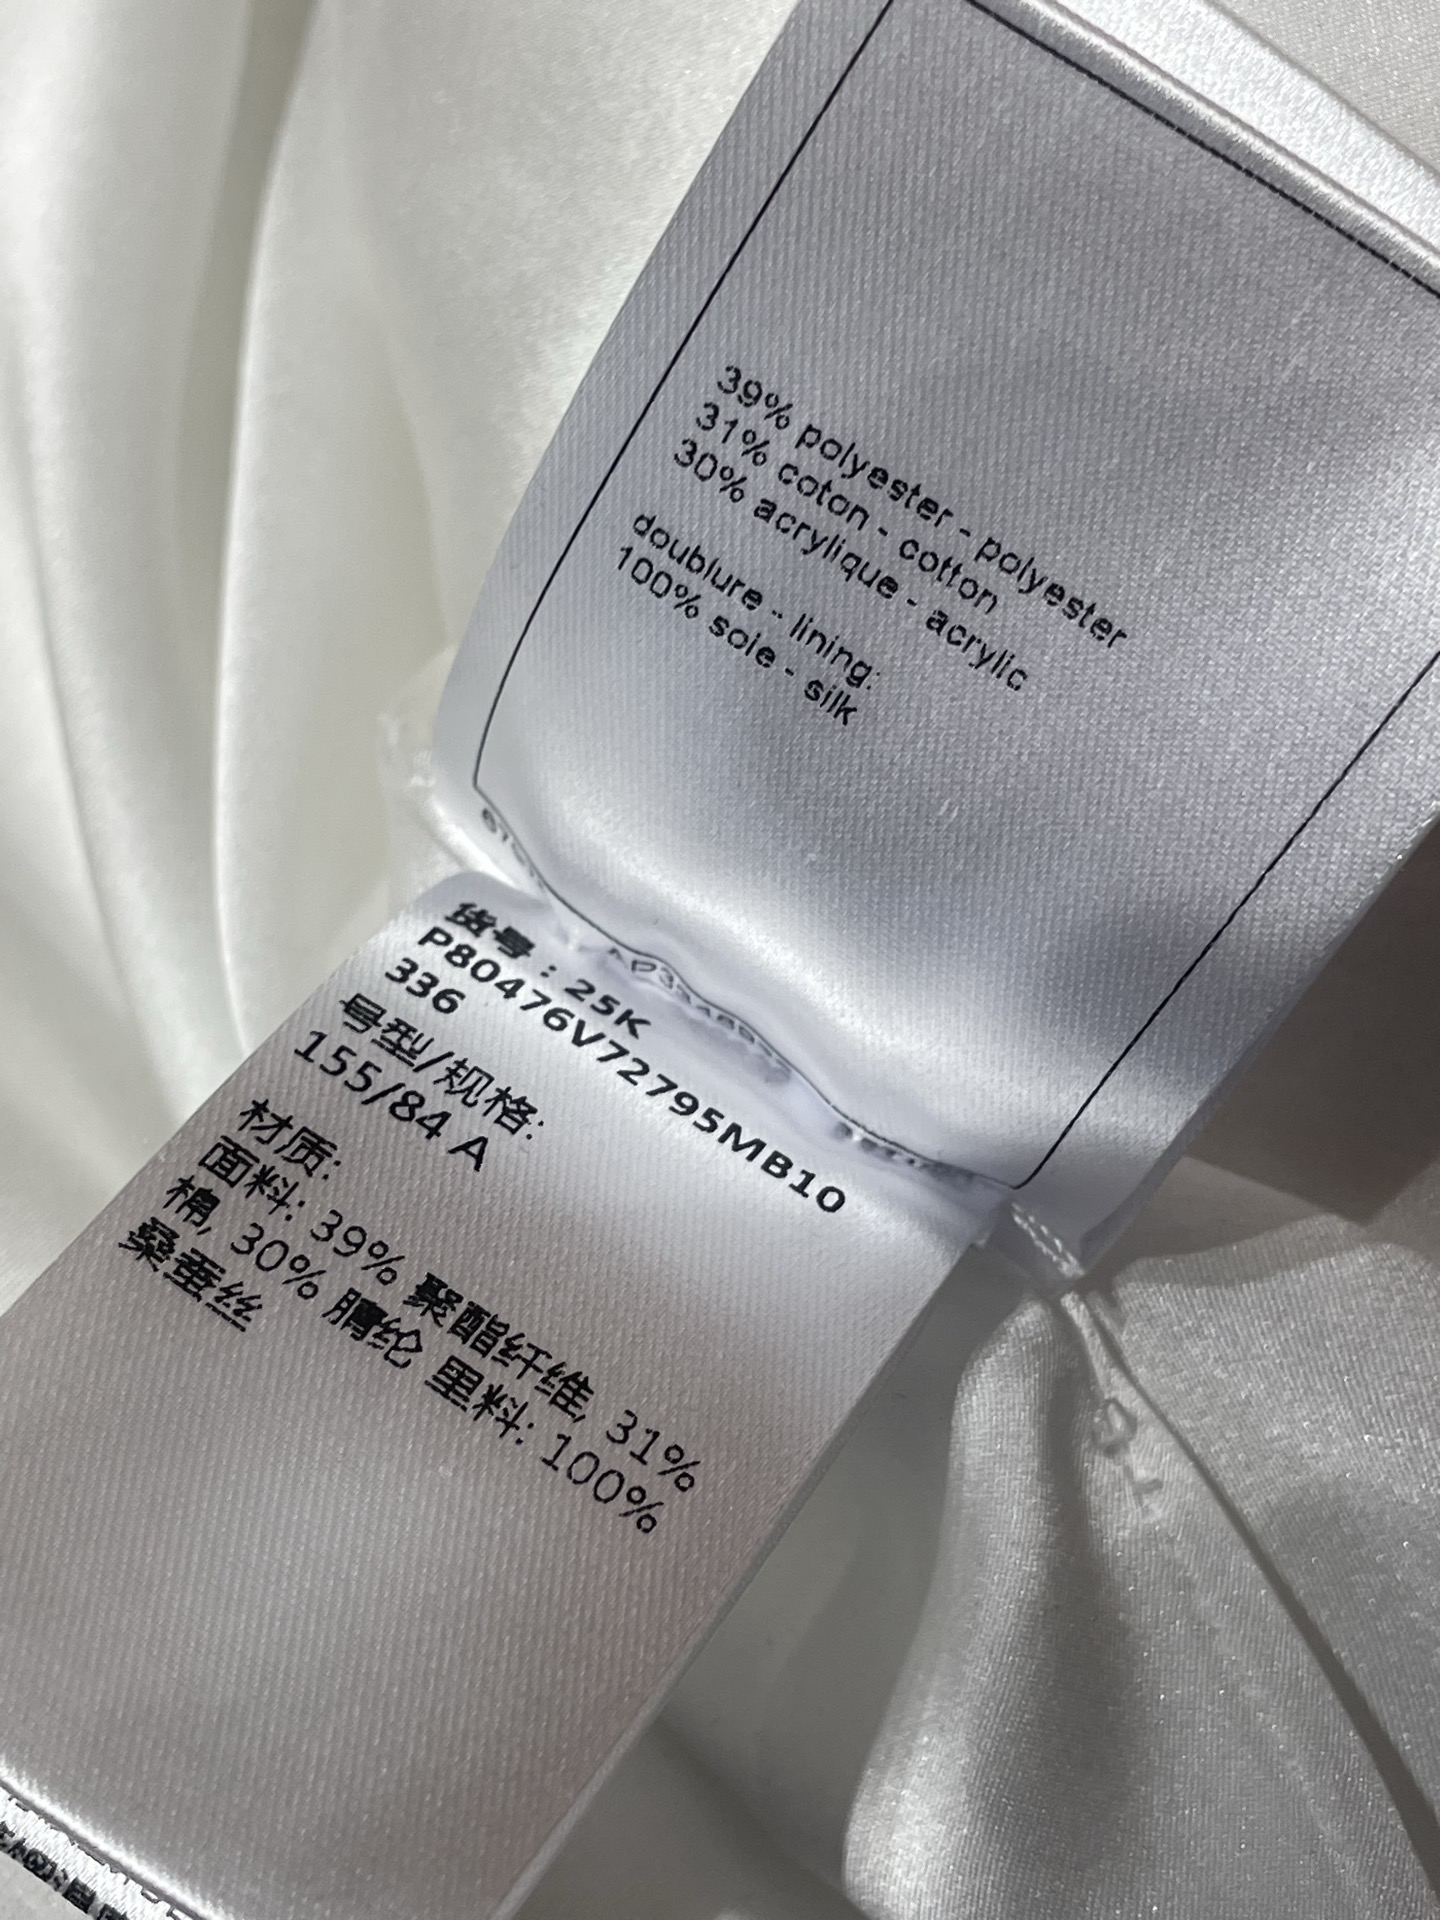 39% polyester - polyester
31% coton - cotton
30% acrylique - acrylic
doublure - lining:
100% soie - silk
货号：25K
P80476V72795MB10
336
号型/规格:
155/84 A
材质:
面料: 39% 聚酯纤维, 31%
棉, 30% 腈纶 里料: 100%
桑蚕丝